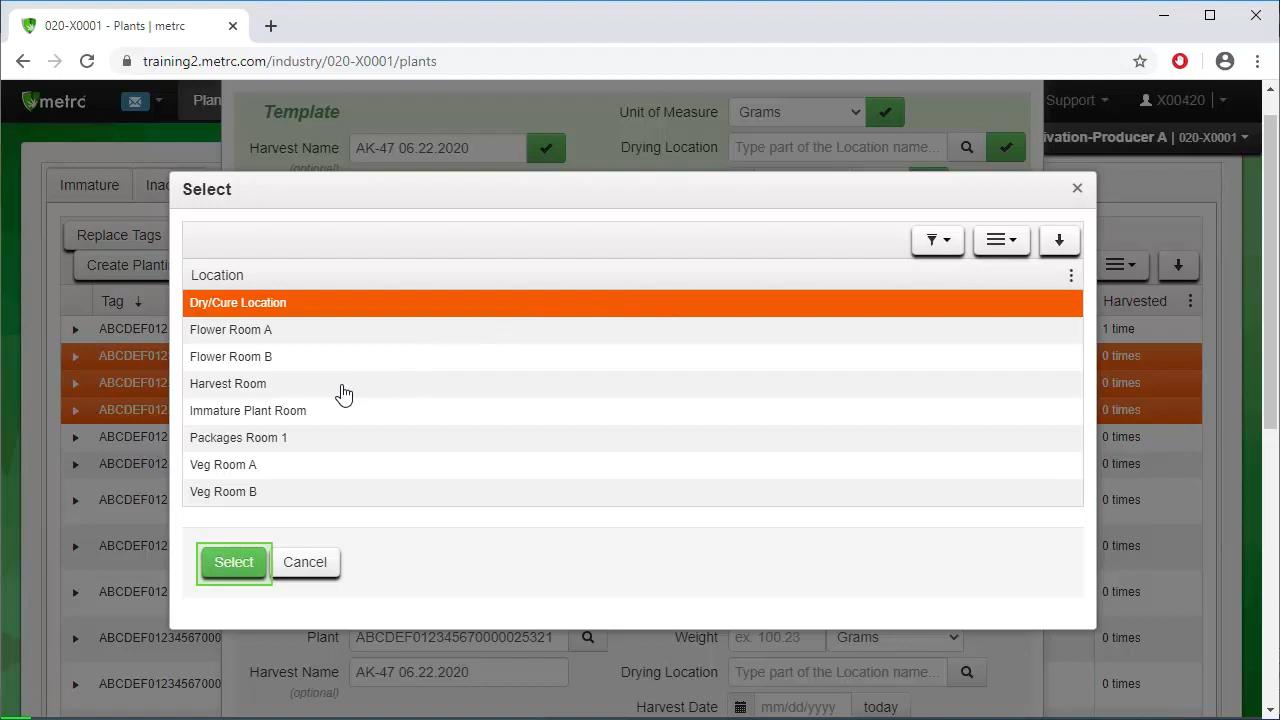 020-X0001 - Plants | metrc
training2.metrc.com/industry/020-X0001/plants
metrc
Plan
Support
X00420
ivation-Producer A | 020-X0001
Template
Unit of Measure
Grams
Harvest Name
AK-47 06.22.2020
Drying Location
Type part of the Location name...
(optional)
Immature
Ina
Select
Replace Tags
Create Planti
Location
Tag
Harvested
Dry/Cure Location
ABCDEF012
1 time
Flower Room A
ABCDEF012
0 times
Flower Room B
ABCDEF012
0 times
Harvest Room
ABCDEF012
0 times
Immature Plant Room
ABCDEF012
0 times
Packages Room 1
ABCDEF012
0 times
Veg Room A
ABCDEF012
0 times
Veg Room B
ABCDEF012
0 times
Select
Cancel
ABCDEF012
0 times
ABCDEF01234567000
0 times
Plant
ABCDEF012345670000025321
Weight
ex. 100.23
Grams
Harvest Name
AK-47 06.22.2020
Drying Location
Type part of the Location name...
(optional)
ABCDEF01234567000
0 times
Harvest Date
mm/dd/yyyy
today